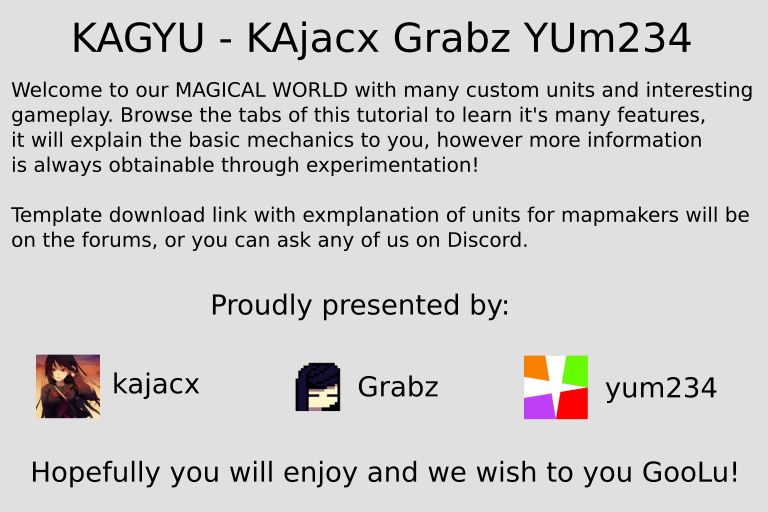 KAGYU - KAjacx Grabz YUm234
Welcome to our MAGICAL WORLD with many custom units and interesting
gameplay. Browse the tabs of this tutorial to learn it's many features,
it will explain the basic mechanics to you, however more information
is always obtainable through experimentation!
Template download link with exmplanation of units for mapmakers will be
on the forums, or you can ask any of us on Discord.
Proudly presented by:
kajacx
Grabz
yum234
Hopefully you will enjoy and we wish to you GooLu!